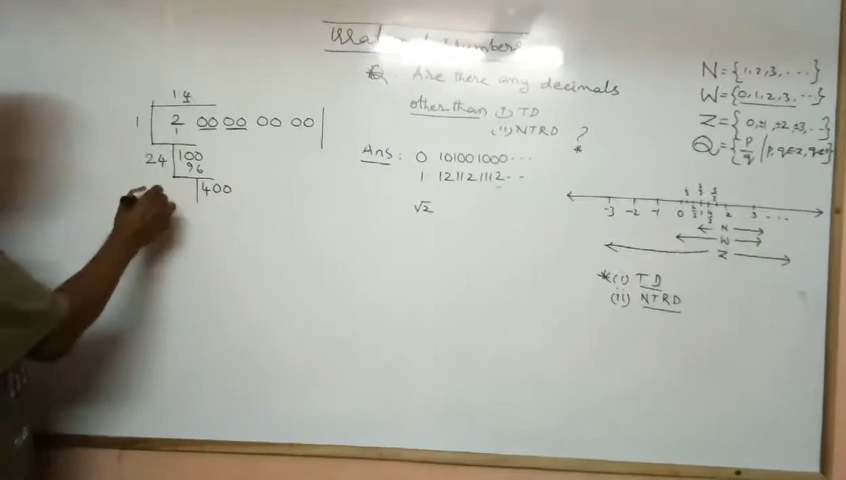 Numbers
Q Are there any decimals
other than (i) TD
(ii) NTRD ?
*
Ans: 0 101001000...
1 121121112--
√2
1 4
1 2 00 00 00 00
1
24 100
96
400
N = {1,2,3,....}
W = {0,1,2,3,...}
Z = {0,±1,±2,±3,..}
-3 -2 -1 0 1 2 3 ...
N
W
Z
*(i) TD
(ii) NTRD